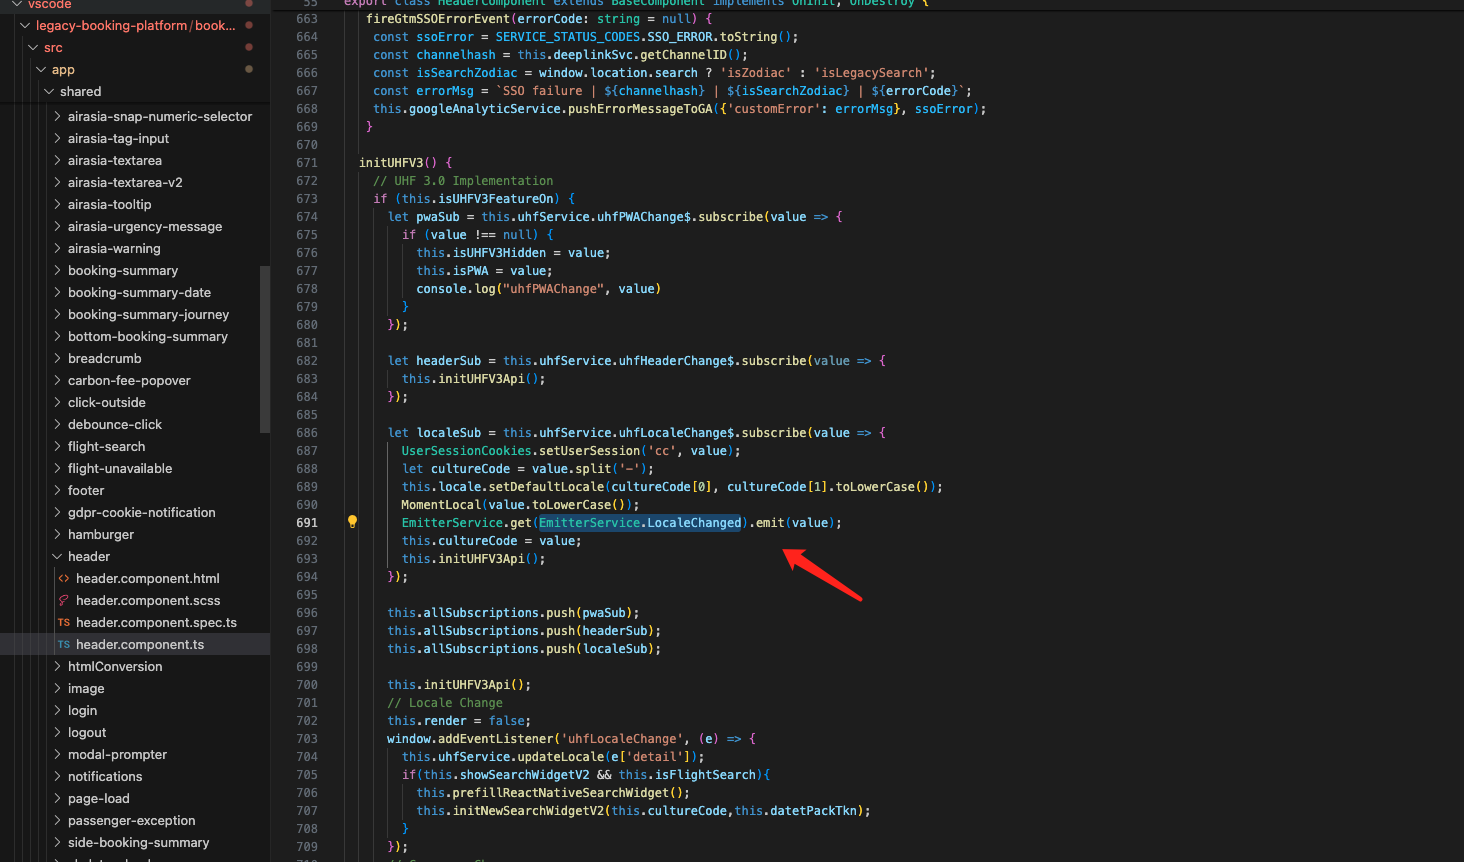 vscode
legacy-booking-platform/book...
src
app
shared
airasia-snap-numeric-selector
airasia-tag-input
airasia-textarea
airasia-textarea-v2
airasia-tooltip
airasia-urgency-message
airasia-warning
booking-summary
booking-summary-date
booking-summary-journey
bottom-booking-summary
breadcrumb
carbon-fee-popover
click-outside
debounce-click
flight-search
flight-unavailable
footer
gdpr-cookie-notification
hamburger
header
<> header.component.html
header.component.scss
TS header.component.spec.ts
TS header.component.ts
htmlConversion
image
login
logout
modal-prompter
notifications
page-load
passenger-exception
side-booking-summary
55 export class HeaderComponent extends BaseComponent implements OnInit, OnDestroy {
663 fireGtmSSOErrorEvent(errorCode: string = null) {
664 const ssoError = SERVICE_STATUS_CODES.SSO_ERROR.toString();
665 const channelhash = this.deeplinkSvc.getChannelID();
666 const isSearchZodiac = window.location.search ? 'isZodiac' : 'isLegacySearch';
667 const errorMsg = `SSO failure | ${channelhash} | ${isSearchZodiac} | ${errorCode}`;
668 this.googleAnalyticService.pushErrorMessageToGA({'customError': errorMsg}, ssoError);
669 }
670
671 initUHFV3() {
672 // UHF 3.0 Implementation
673 if (this.isUHFV3FeatureOn) {
674 let pwaSub = this.uhfService.uhfPWAChange$.subscribe(value => {
675 if (value !== null) {
676 this.isUHFV3Hidden = value;
677 this.isPWA = value;
678 console.log("uhfPWAChange", value)
679 }
680 });
681
682 let headerSub = this.uhfService.uhfHeaderChange$.subscribe(value => {
683 this.initUHFV3Api();
684 });
685
686 let localeSub = this.uhfService.uhfLocaleChange$.subscribe(value => {
687 UserSessionCookies.setUserSession('cc', value);
688 let cultureCode = value.split('-');
689 this.locale.setDefaultLocale(cultureCode[0], cultureCode[1].toLowerCase());
690 MomentLocal(value.toLowerCase());
691 EmitterService.get(EmitterService.LocaleChanged).emit(value);
692 this.cultureCode = value;
693 this.initUHFV3Api();
694 });
695
696 this.allSubscriptions.push(pwaSub);
697 this.allSubscriptions.push(headerSub);
698 this.allSubscriptions.push(localeSub);
699
700 this.initUHFV3Api();
701 // Locale Change
702 this.render = false;
703 window.addEventListener('uhfLocaleChange', (e) => {
704 this.uhfService.updateLocale(e['detail']);
705 if(this.showSearchWidgetV2 && this.isFlightSearch){
706 this.prefillReactNativeSearchWidget();
707 this.initNewSearchWidgetV2(this.cultureCode,this.datetPackTkn);
708 }
709 });